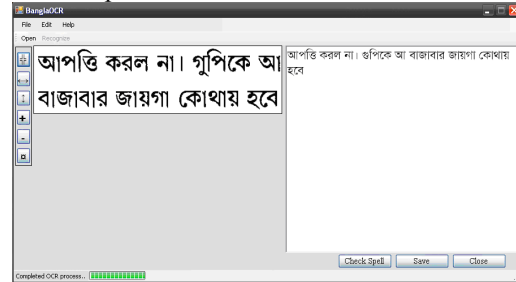 BanglaOCR
File Edit Help
Open Recognize
আপত্তি করল না। গুপিকে আ
বাজাবার জায়গা কোথায় হবে
আপত্তি করল না। গুপিকে আ বাজাবার জায়গা কোথায়
হবে
+
-
Check Spell Save Close
Completed OCR process..